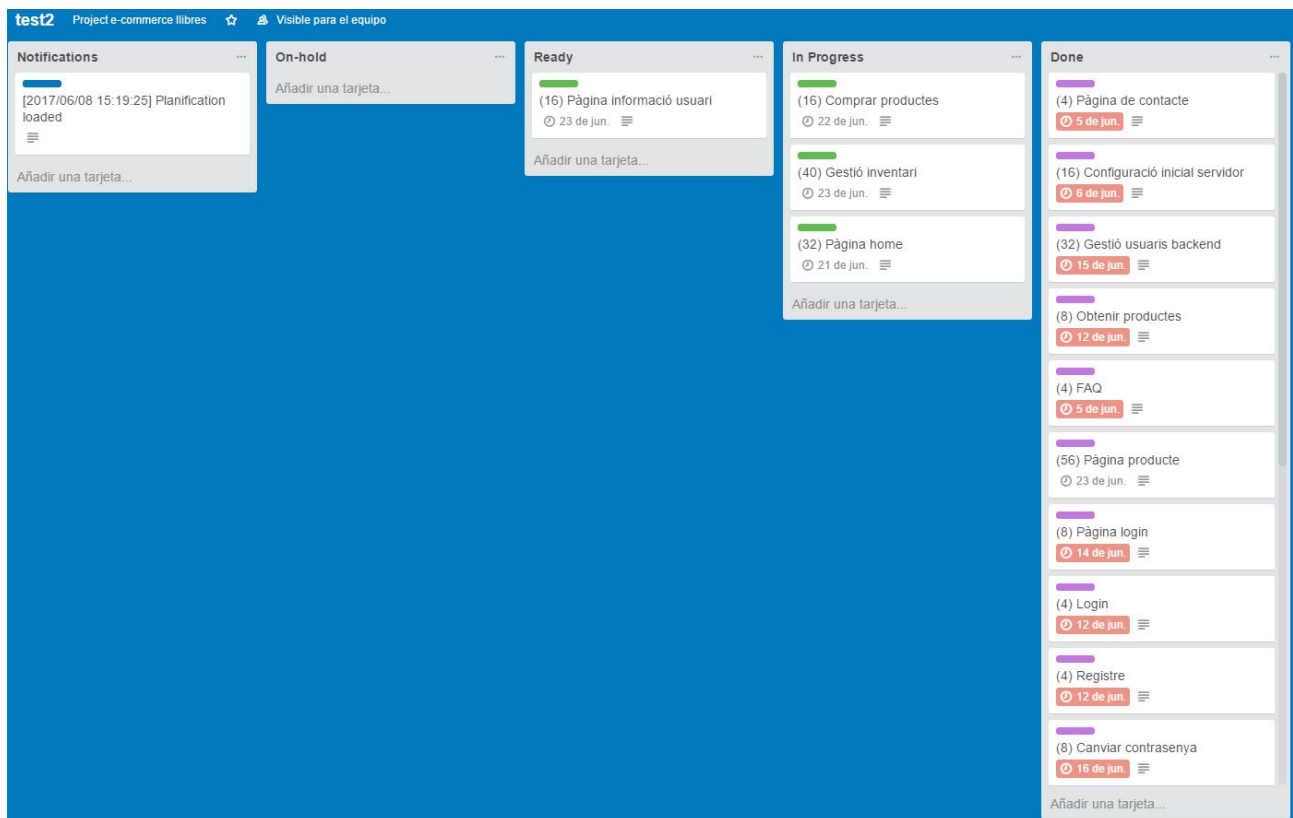 test2 Project e-commerce llibres Visible para el equipo
Notifications
[2017/06/08 15:19:25] Planification
loaded
Añadir una tarjeta...
On-hold
Añadir una tarjeta...
Ready
(16) Pàgina informació usuari
23 de jun.
Añadir una tarjeta...
In Progress
(16) Comprar productes
22 de jun.
(40) Gestió inventari
23 de jun.
(32) Pàgina home
21 de jun.
Añadir una tarjeta...
Done
(4) Pàgina de contacte
5 de jun.
(16) Configuració inicial servidor
6 de jun.
(32) Gestió usuaris backend
15 de jun.
(8) Obtenir productes
12 de jun.
(4) FAQ
5 de jun.
(56) Pàgina producte
23 de jun.
(8) Pàgina login
14 de jun.
(4) Login
12 de jun.
(4) Registre
12 de jun.
(8) Canviar contrasenya
16 de jun.
Añadir una tarjeta...